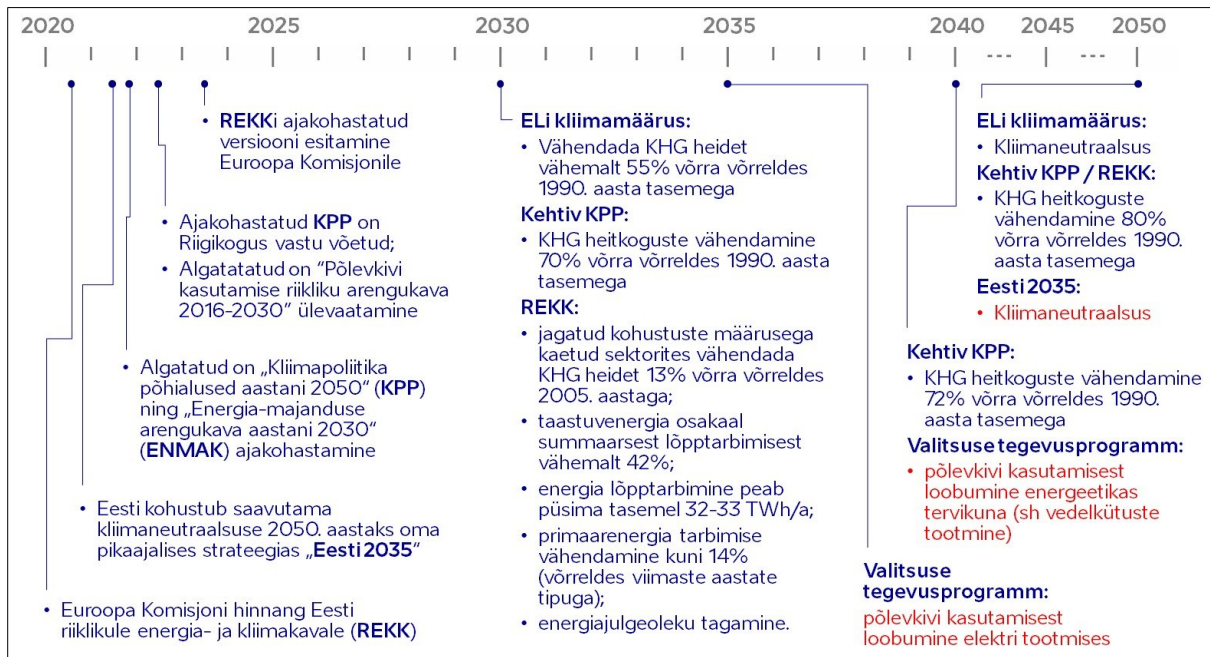 2020 2025 2030 2035 2040 2045 2050
--- ---
• REKKi ajakohastatud
versiooni esitamine
Euroopa Komisjonile
• Ajakohastatud KPP on
Riigikogus vastu võetud;
• Algatatatud on "Põlevkivi
kasutamise riikliku arengukava
2016-2030" ülevaatamine
• Algatatud on „Kliimapoliitika
põhialused aastani 2050“ (KPP)
ning „Energia-majanduse
arengukava aastani 2030“
(ENMAK) ajakohastamine
• Eesti kohustub saavutama
kliimaneutraalsuse 2050. aastaks oma
pikaajalises strateegias „Eesti 2035“
• Euroopa Komisjoni hinnang Eesti
riiklikule energia- ja kliimakavale (REKK)
ELi kliimamäärus:
• Vähendada KHG heidet
vähemalt 55% võrra võrreldes
1990. aasta tasemega
Kehtiv KPP:
• KHG heitkoguste vähendamine
70% võrra võrreldes 1990. aasta
tasemega
REKK:
• jagatud kohustuste määrusega
kaetud sektorites vähendada
KHG heidet 13% võrra võrreldes
2005. aastaga;
• taastuvenergia osakaal
summaarsest lõpptarbimisest
vähemalt 42%;
• energia lõpptarbimine peab
püsima tasemel 32-33 TWh/a;
• primaarenergia tarbimise
vähendamine kuni 14%
(võrreldes viimaste aastate
tipuga);
• energiajulgeoleku tagamine.
Valitsuse
tegevusprogramm:
põlevkivi kasutamisest
loobumine elektri tootmises
Kehtiv KPP:
• KHG heitkoguste vähendamine
72% võrra võrreldes 1990.
aasta tasemega
Valitsuse tegevusprogramm:
• põlevkivi kasutamisest
loobumine energeetikas
tervikuna (sh vedelkütuste
tootmine)
ELi kliimamäärus:
• Kliimaneutraalsus
Kehtiv KPP / REKK:
• KHG heitkoguste
vähendamine 80%
võrra võrreldes 1990.
aasta tasemega
Eesti 2035:
• Kliimaneutraalsus